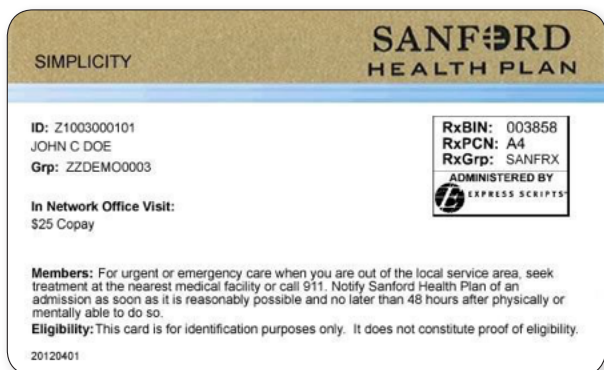 SIMPLICITY
SANFORD
HEALTH PLAN
ID: Z1003000101
JOHN C DOE
Grp: ZZDEMO0003
In Network Office Visit:
$25 Copay
RxBIN: 003858
RxPCN: A4
RxGrp: SANFRX
ADMINISTERED BY
EXPRESS SCRIPTS®
Members: For urgent or emergency care when you are out of the local service area, seek
treatment at the nearest medical facility or call 911. Notify Sanford Health Plan of an
admission as soon as it is reasonably possible and no later than 48 hours after physically or
mentally able to do so.
Eligibility: This card is for identification purposes only. It does not constitute proof of eligibility.
20120401